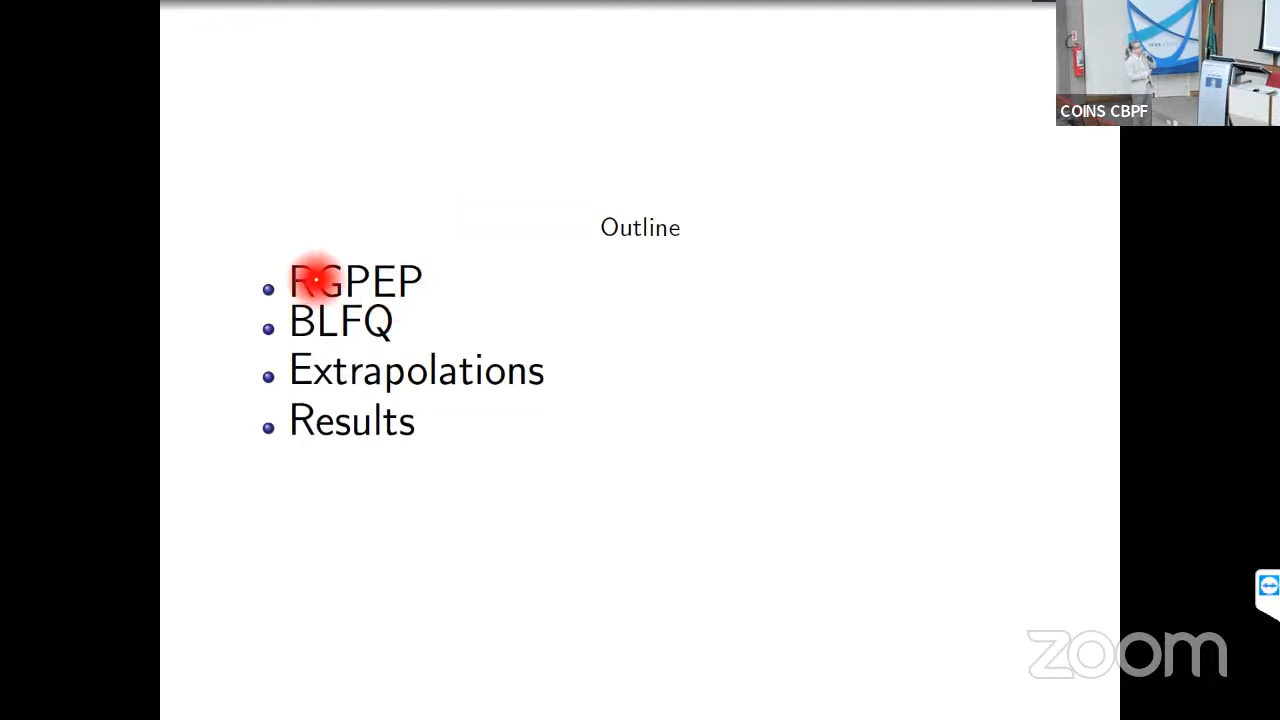 COINS CBPF
Outline
RGPEP
BLFQ
Extrapolations
Results
zoom